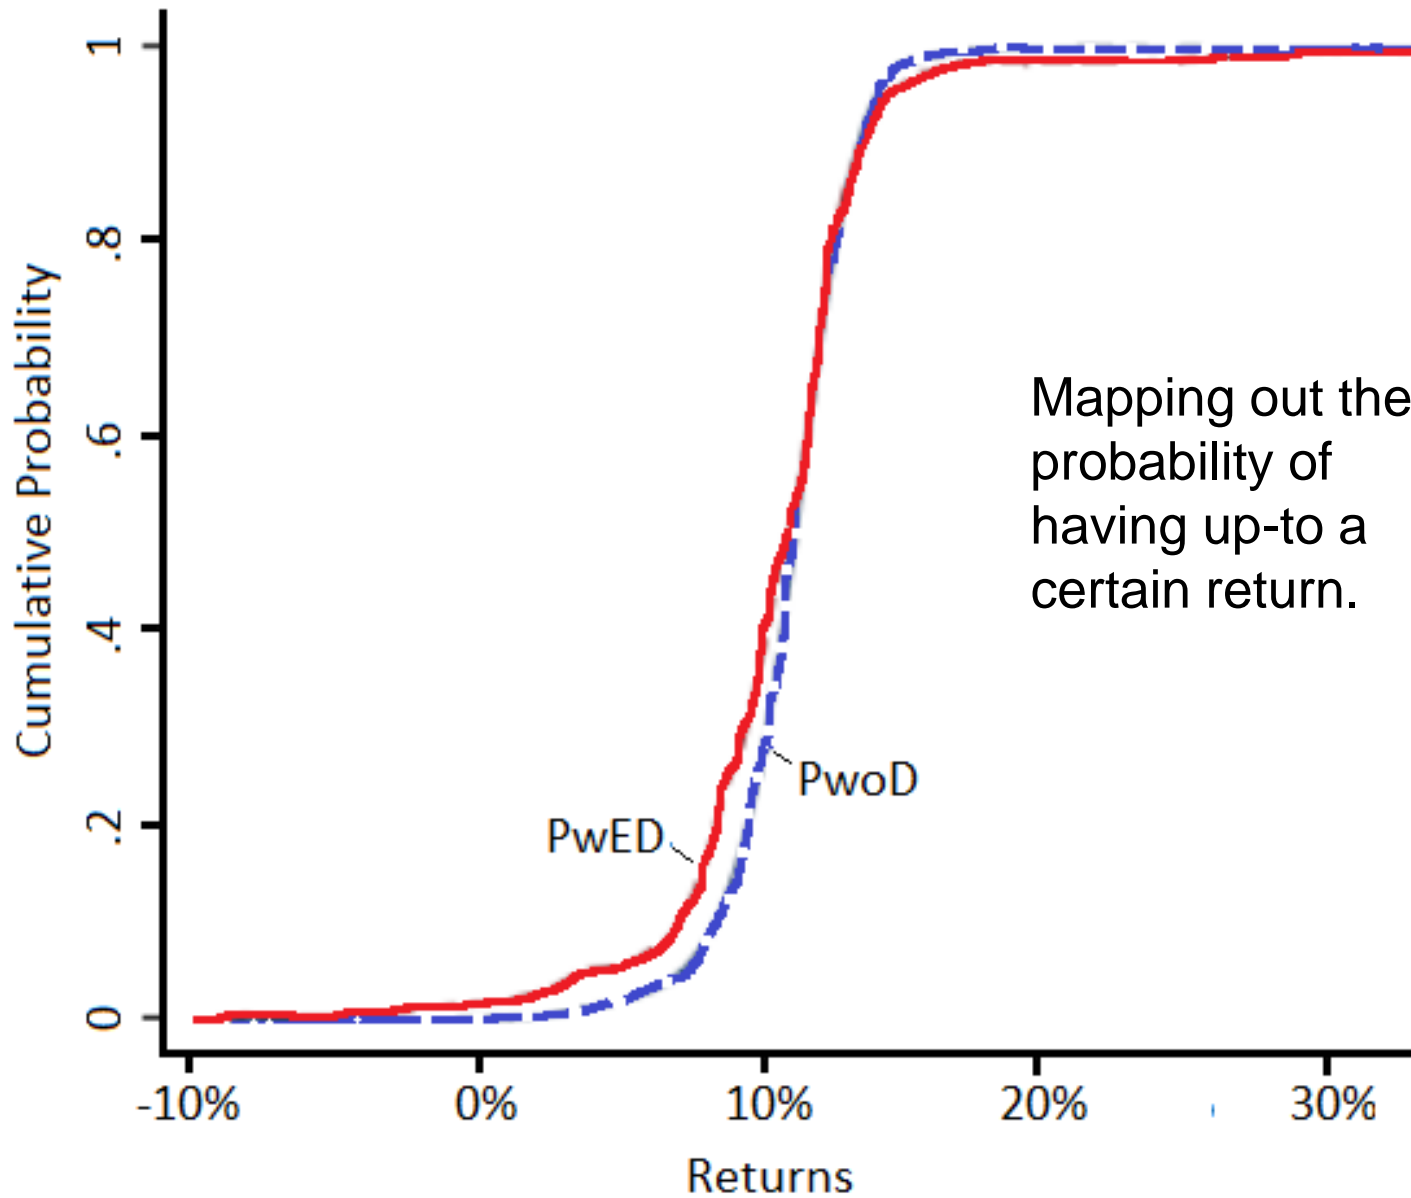 1
.8
.6
.4
.2
0
Cumulative Probability
Mapping out the
probability of
having up-to a
certain return.
PwoD
PwED
-10% 0% 10% 20% 30%
Returns